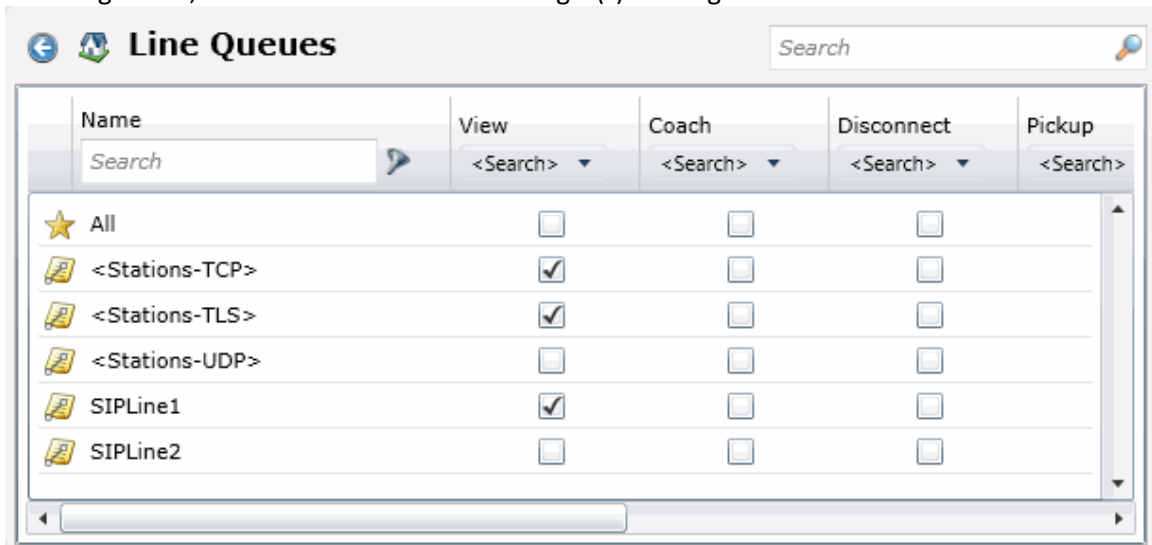 Line Queues
Search
Name View Coach Disconnect Pickup
Search <Search> <Search> <Search> <Search>
All
<Stations-TCP>
<Stations-TLS>
<Stations-UDP>
SIPLine1
SIPLine2